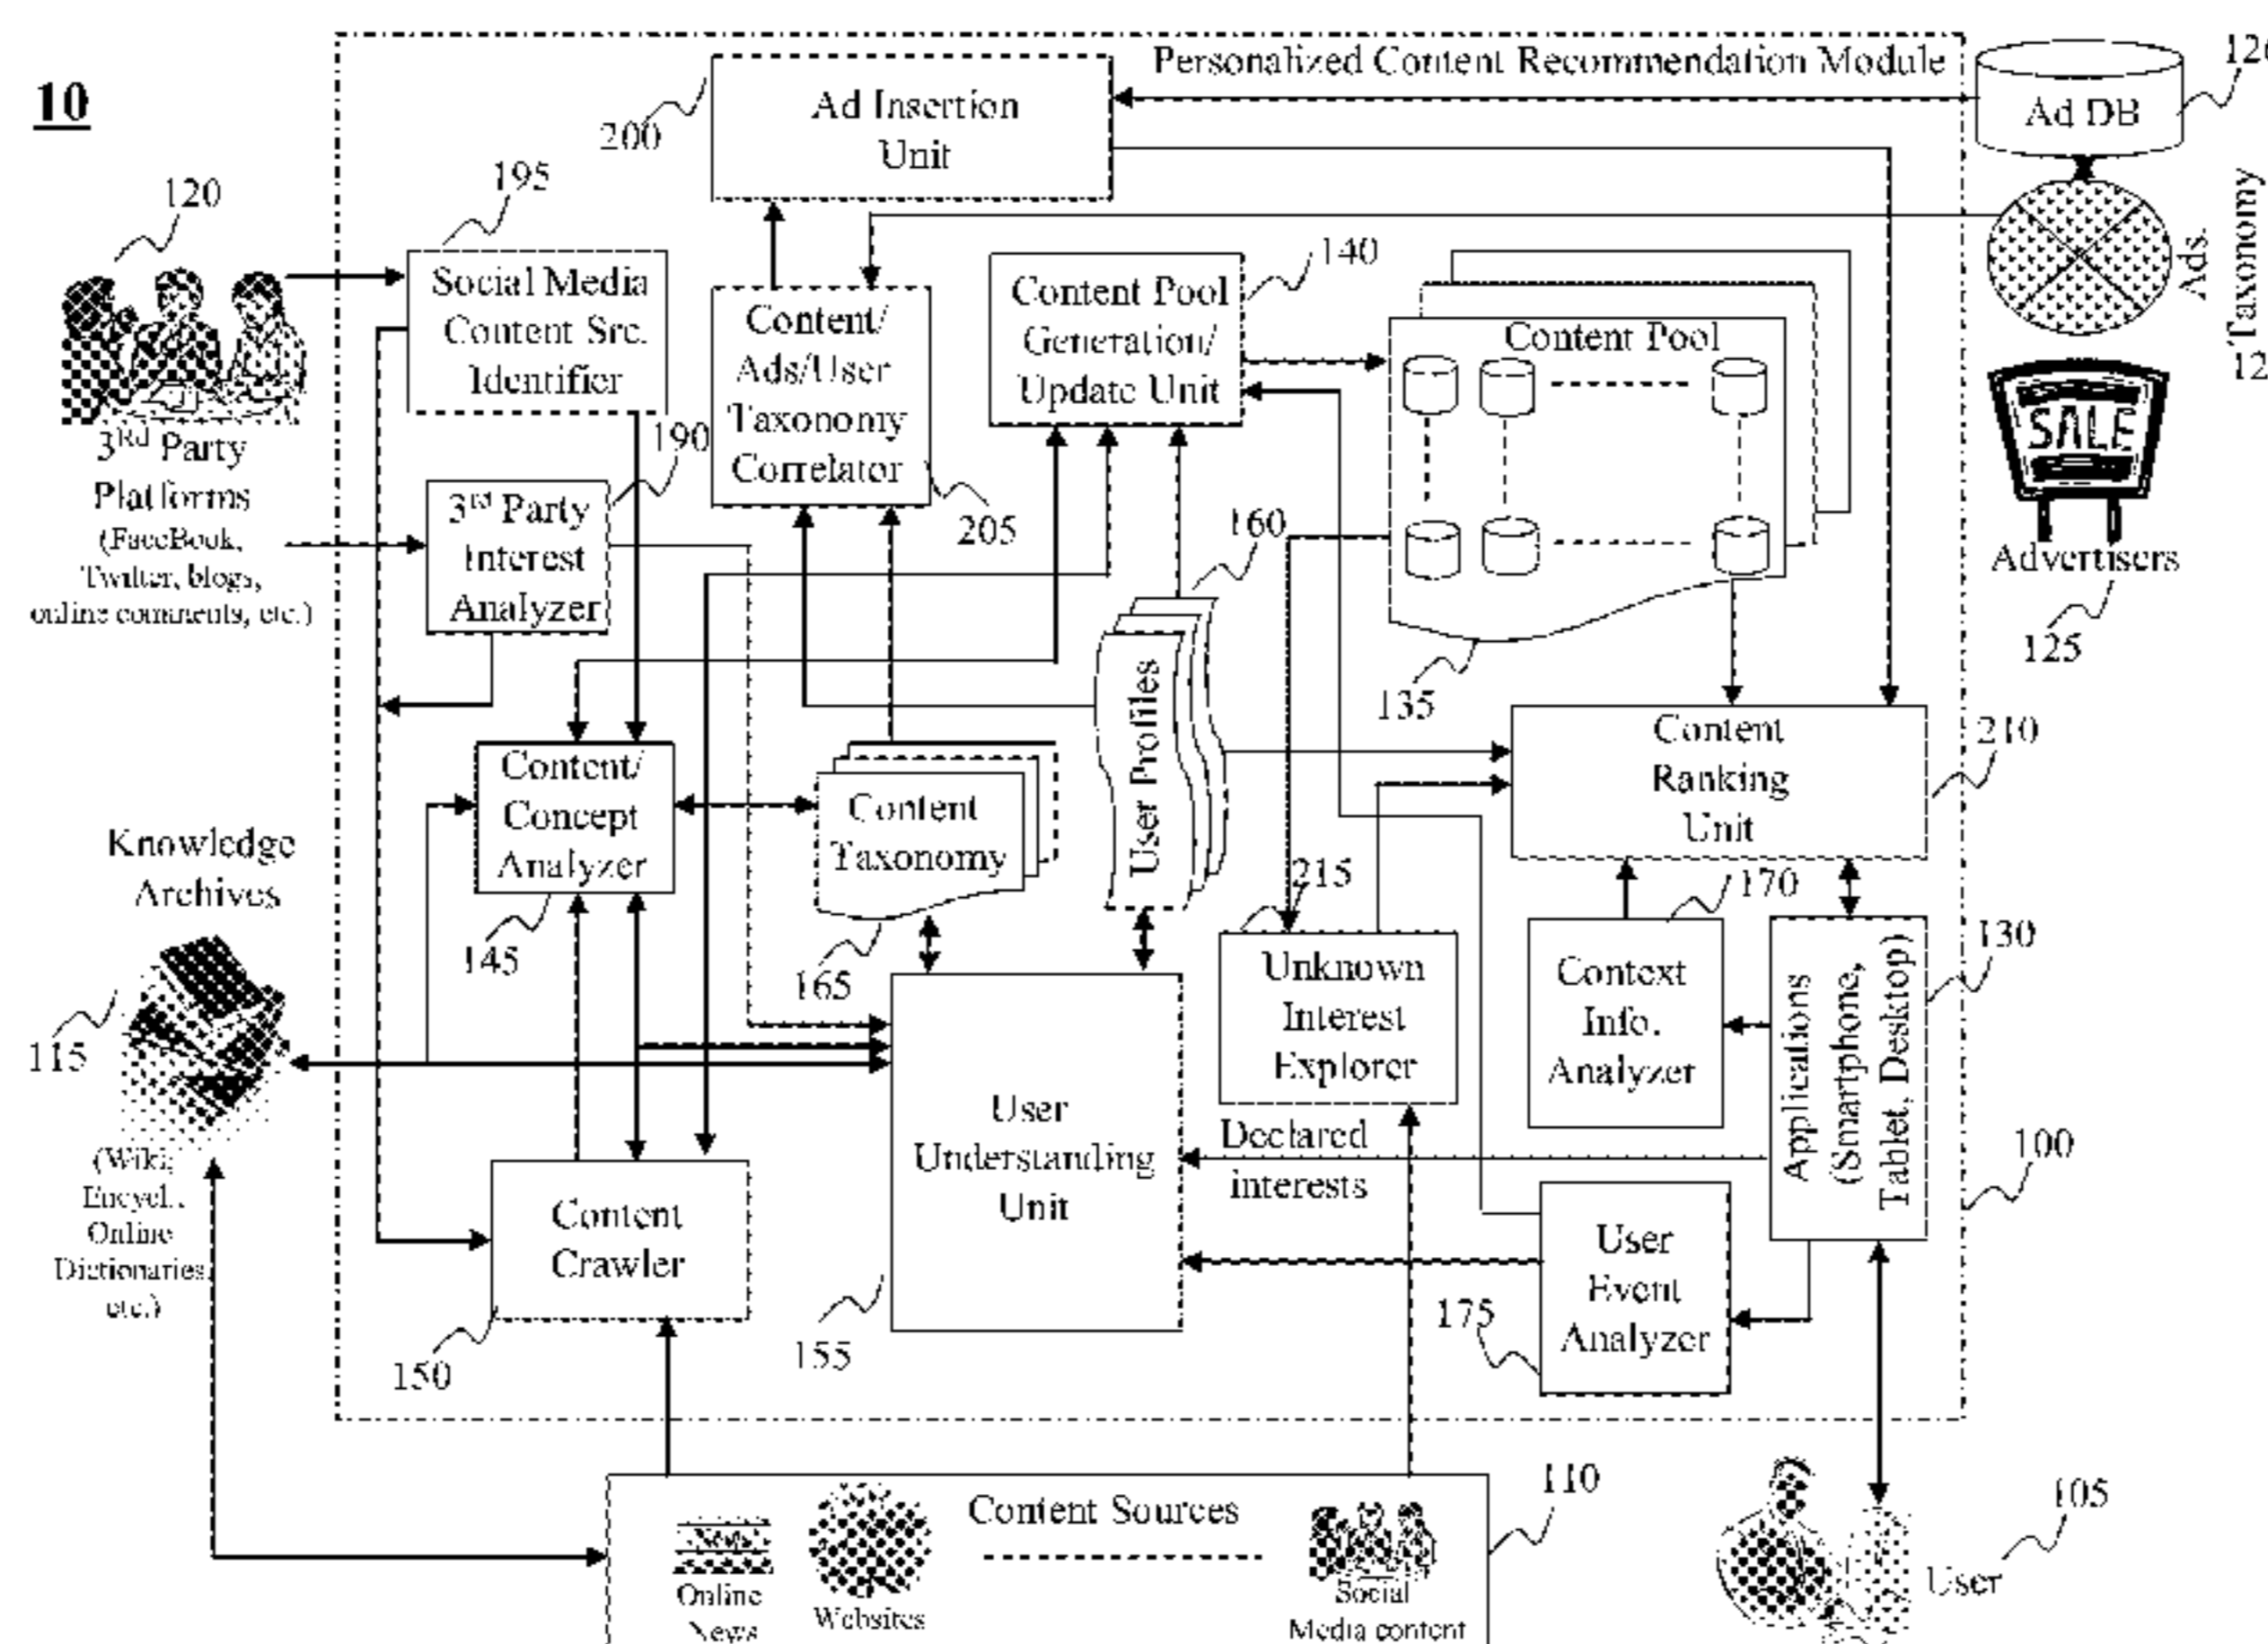 10
Personalized Content Recommendation Module
Ad Insertion
Unit
200
Ad DB
Ads.
Taxonomy
SALE
Advertisers
125
120
3Rd Party
Platforms
(FaceBook,
Twitter, blogs,
online comments, etc.)
195
Social Media
Content Src.
Identifier
190
3rd Party
Interest
Analyzer
Content/
Ads/User
Taxonomy
Correlator
205
140
Content Pool
Generation/
Update Unit
Content Pool
135
160
User Profiles
Content
Ranking
Unit
210
Content/
Concept
Analyzer
145
Content
Taxonomy
165
Knowledge
Archives
115
(Wiki,
Encycl.,
Online
Dictionaries,
etc.)
215
Unknown
Interest
Explorer
170
Context
Info.
Analyzer
130
Applications
(Smartphone,
Tablet, Desktop)
100
Declared
interests
User
Understanding
Unit
155
Content
Crawler
150
User
Event
Analyzer
175
110
Content Sources
News
Online
News
Websites
Social
Media content
105
User